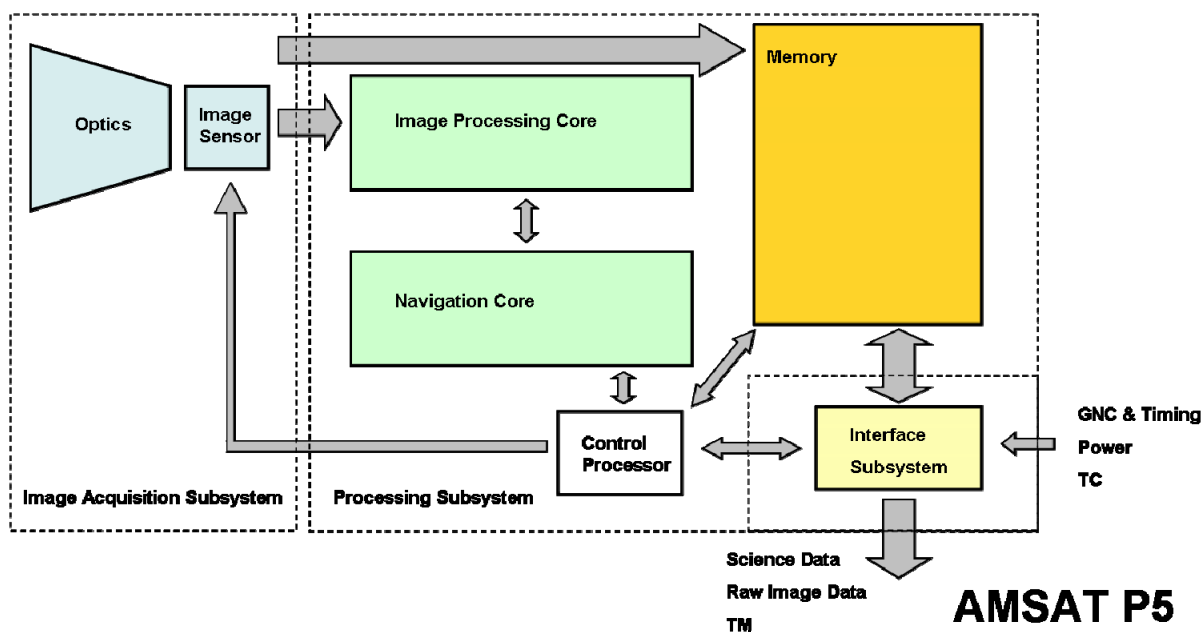 Memory
Image Processing Core
Optics
Image
Sensor
Navigation Core
Control
Processor
Interface
Subsystem
GNC & Timing
Power
TC
Image Acquisition Subsystem
Processing Subsystem
Science Data
Raw Image Data
TM
AMSAT P5